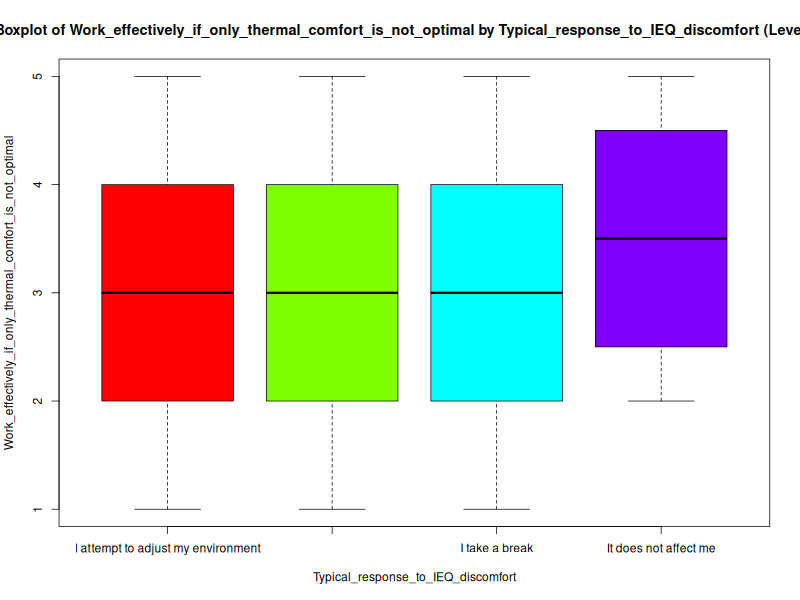 Boxplot of Work_effectively_if_only_thermal_comfort_is_not_optimal by Typical_response_to_IEQ_discomfort (Leve
Work_effectively_if_only_thermal_comfort_is_not_optimal
5
4
3
2
1
I attempt to adjust my environment
I take a break
It does not affect me
Typical_response_to_IEQ_discomfort